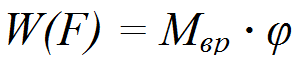 W(F) = Mвр · φ